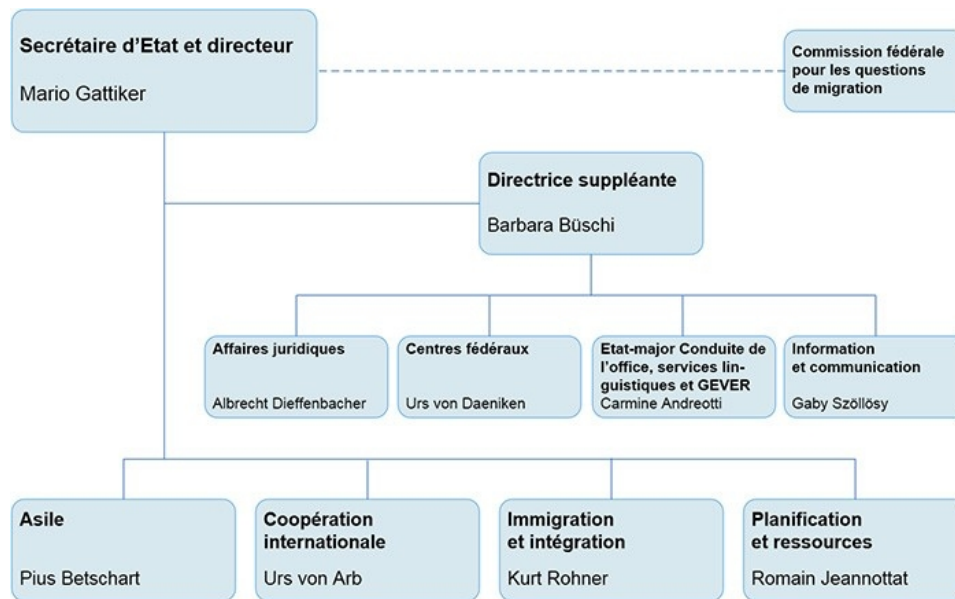 Secrétaire d'Etat et directeur
Mario Gattiker
Commission fédérale
pour les questions
de migration
Directrice suppléante
Barbara Büschi
Affaires juridiques
Albrecht Dieffenbacher
Centres fédéraux
Urs von Daeniken
Etat-major Conduite de
l'office, services lin-
guistiques et GEVER
Carmine Andreotti
Information
et communication
Gaby Szöllösy
Asile
Pius Betschart
Coopération
internationale
Urs von Arb
Immigration
et intégration
Kurt Rohner
Planification
et ressources
Romain Jeannottat